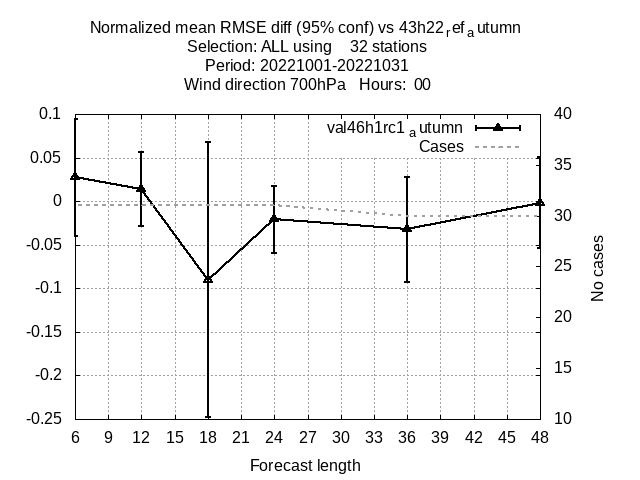 Normalized mean RMSE diff (95% conf) vs 43h22refautumn
Selection: ALL using 32 stations
Period: 20221001-20221031
Wind direction 700hPa Hours: 00
0.1
0.05
0
-0.05
-0.1
-0.15
-0.2
-0.25
val46h1rc1autumn
Cases
40
35
30
25
20
15
10
No cases
6 9 12 15 18 21 24 27 30 33 36 39 42 45 48
Forecast length